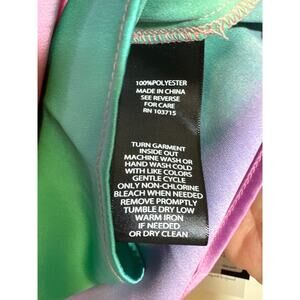 100%POLYESTER
MADE IN CHINA
SEE REVERSE
FOR CARE
RN 103715
TURN GARMENT
INSIDE OUT
MACHINE WASH OR
HAND WASH COLD
WITH LIKE COLORS
GENTLE CYCLE
ONLY NON-CHLORINE
BLEACH WHEN NEEDED
REMOVE PROMPTLY
TUMBLE DRY LOW
WARM IRON
IF NEEDED
OR DRY CLEAN